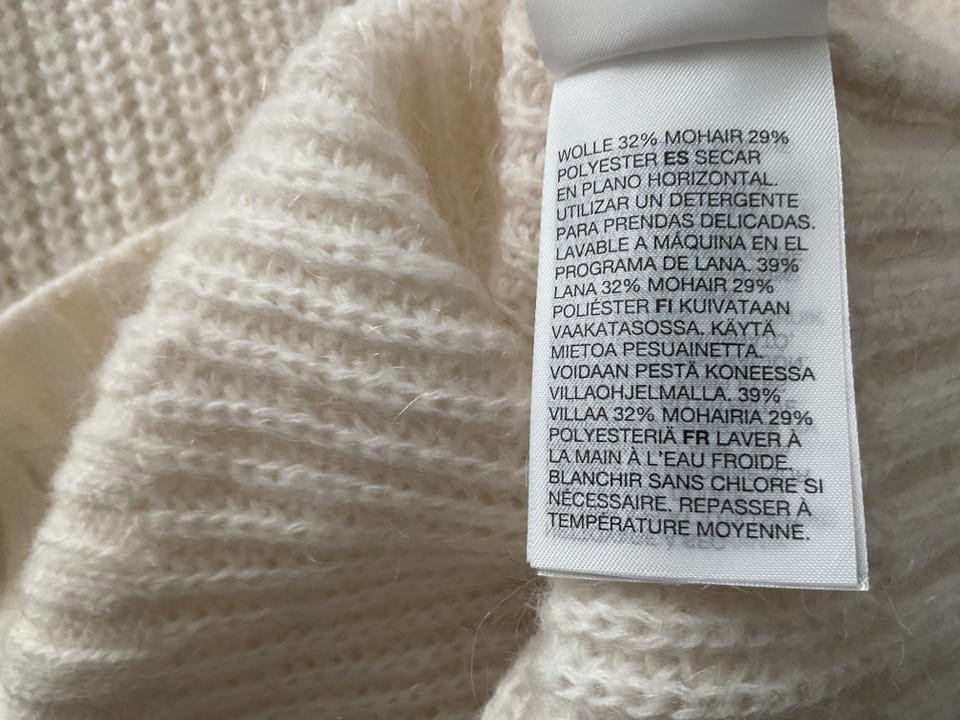 WOLLE 32% MOHAIR 29%
POLYESTER ES SECAR
EN PLANO HORIZONTAL.
UTILIZAR UN DETERGENTE
PARA PRENDAS DELICADAS.
LAVABLE A MÁQUINA EN EL
PROGRAMA DE LANA. 39%
LANA 32% MOHAIR 29%
POLIÉSTER FI KUIVATAAN
VAAKATASOSSA. KÄYTÄ
MIETOA PESUAINETTA.
VOIDAAN PESTÄ KONEESSA
VILLAOHJELMALLA. 39%
VILLAA 32% MOHAIRIA 29%
POLYESTERIÄ FR LAVER À
LA MAIN À L'EAU FROIDE.
BLANCHIR SANS CHLORE SI
NÉCESSAIRE. REPASSER À
TEMPÉRATURE MOYENNE.